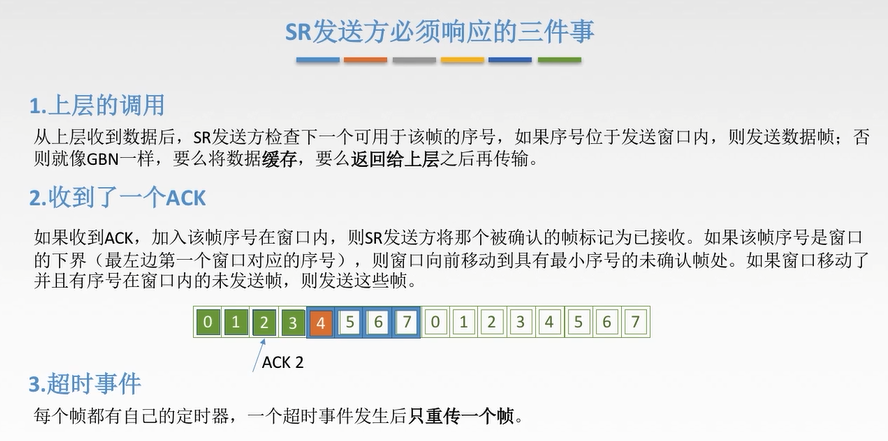 SR发送方必须响应的三件事
1.上层的调用
从上层收到数据后，SR发送方检查下一个可用于该帧的序号，如果序号位于发送窗口内，则发送数据帧；否
则就像GBN一样，要么将数据缓存，要么返回给上层之后再传输。
2.收到了一个ACK
如果收到ACK，加入该帧序号在窗口内，则SR发送方将那个被确认的帧标记为已接收。如果该帧序号是窗口
的下界（最左边第一个窗口对应的序号），则窗口向前移动到具有最小序号的未确认帧处。如果窗口移动了
并且有序号在窗口内的未发送帧，则发送这些帧。
0 1 2 3 4 5 6 7 0 1 2 3 4 5 6 7
ACK 2
3.超时事件
每个帧都有自己的定时器，一个超时事件发生后只重传一个帧。